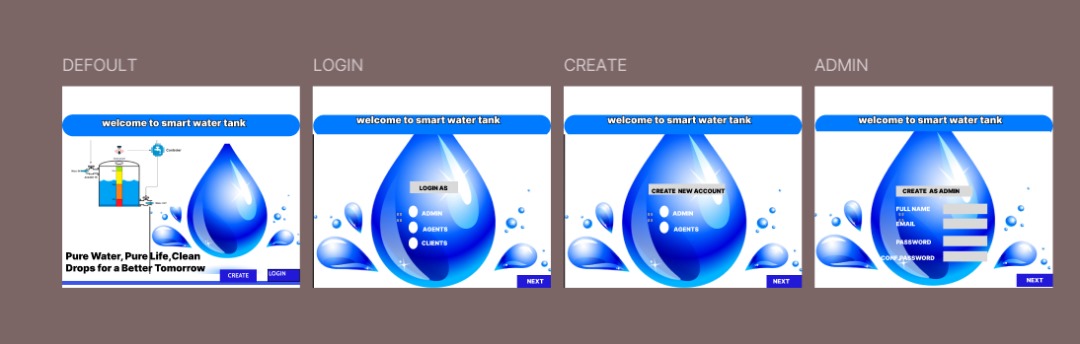 DEFOULT
LOGIN
CREATE
ADMIN
welcome to smart water tank
Controller
Pure Water, Pure Life, Clean
Drops for a Better Tomorrow
CREATE
LOGIN
welcome to smart water tank
LOGIN AS
ADMIN
AGENTS
CLIENTS
NEXT
welcome to smart water tank
CREATE NEW ACCOUNT
ADMIN
AGENTS
NEXT
welcome to smart water tank
CREATE AS ADMIN
FULL NAME
EMAIL
PASSWORD
CONF.PASSWORD
NEXT